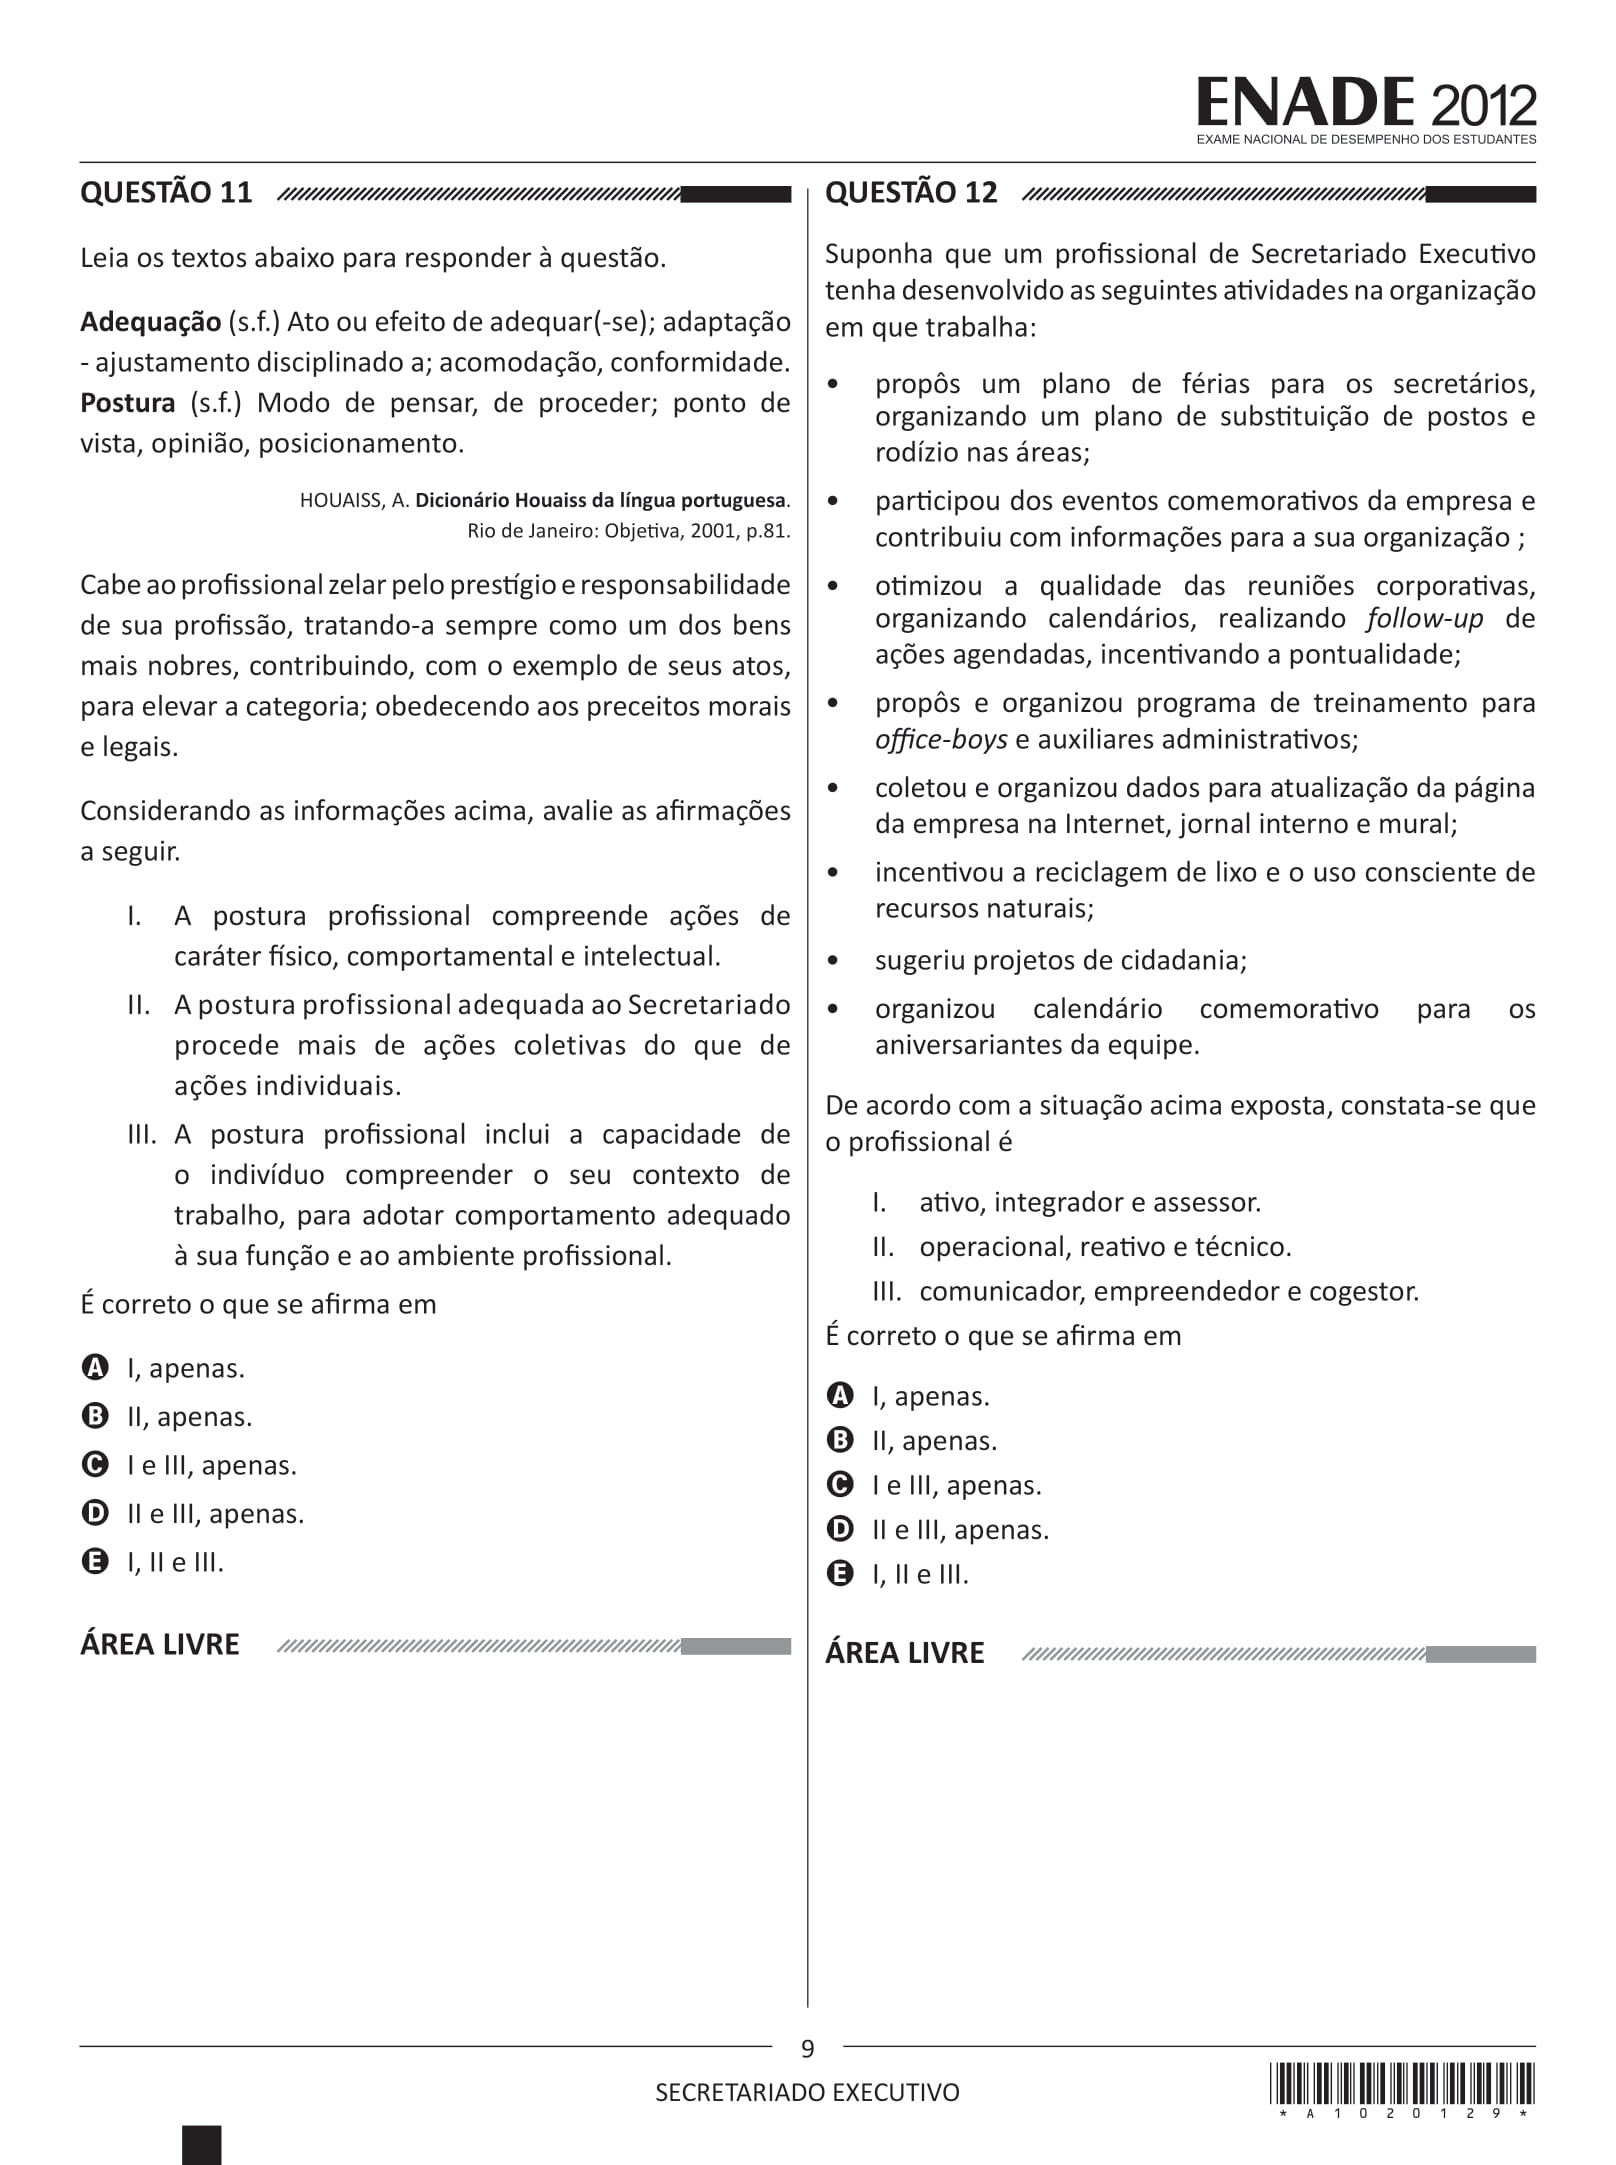 ENADE 2012
EXAME NACIONAL DE DESEMPENHO DOS ESTUDANTES
QUESTÃO 11
Leia os textos abaixo para responder à questão.
Adequação (s.f.) Ato ou efeito de adequar(-se); adaptação
- ajustamento disciplinado a; acomodação, conformidade.
Postura (s.f.) Modo de pensar, de proceder; ponto de
vista, opinião, posicionamento.
HOUAISS, A. Dicionário Houaiss da língua portuguesa.
Rio de Janeiro: Objetiva, 2001, p.81.
Cabe ao profissional zelar pelo prestígio e responsabilidade
de sua profissão, tratando-a sempre como um dos bens
mais nobres, contribuindo, com o exemplo de seus atos,
para elevar a categoria; obedecendo aos preceitos morais
e legais.
Considerando as informações acima, avalie as afirmações
a seguir.
I. A postura profissional compreende ações de
caráter físico, comportamental e intelectual.
II. A postura profissional adequada ao Secretariado
procede mais de ações coletivas do que de
ações individuais.
III. A postura profissional inclui a capacidade de
o indivíduo compreender o seu contexto de
trabalho, para adotar comportamento adequado
à sua função e ao ambiente profissional.
É correto o que se afirma em
A I, apenas.
B II, apenas.
C I e III, apenas.
D II e III, apenas.
E I, II e III.
ÁREA LIVRE
QUESTÃO 12
Suponha que um profissional de Secretariado Executivo
tenha desenvolvido as seguintes atividades na organização
em que trabalha:
• propôs um plano de férias para os secretários,
organizando um plano de substituição de postos e
rodízio nas áreas;
• participou dos eventos comemorativos da empresa e
contribuiu com informações para a sua organização ;
• otimizou a qualidade das reuniões corporativas,
organizando calendários, realizando follow-up de
ações agendadas, incentivando a pontualidade;
• propôs e organizou programa de treinamento para
office-boys e auxiliares administrativos;
• coletou e organizou dados para atualização da página
da empresa na Internet, jornal interno e mural;
• incentivou a reciclagem de lixo e o uso consciente de
recursos naturais;
• sugeriu projetos de cidadania;
• organizou calendário comemorativo para os
aniversariantes da equipe.
De acordo com a situação acima exposta, constata-se que
o profissional é
I. ativo, integrador e assessor.
II. operacional, reativo e técnico.
III. comunicador, empreendedor e cogestor.
É correto o que se afirma em
A I, apenas.
B II, apenas.
C I e III, apenas.
D II e III, apenas.
E I, II e III.
ÁREA LIVRE
9
SECRETARIADO EXECUTIVO
* A 1 0 2 0 1 2 9 *